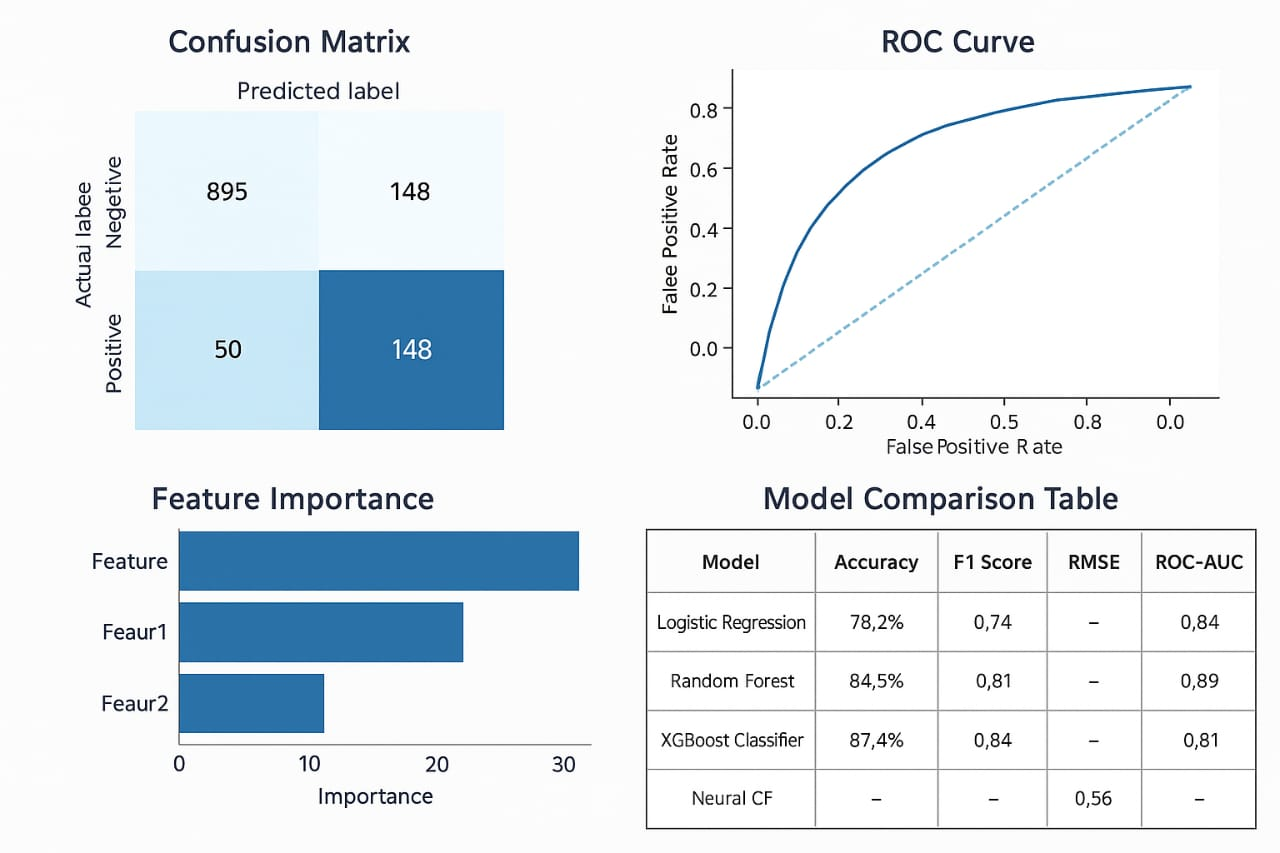 Confusion Matrix
Predicted label
Actuai labee
Negetive
895 148
Positive
50 148
ROC Curve
Falee Positive Rate
0.8
0.6
0.4
0.2
0.0
0.0 0.2 0.4 0.5 0.8 0.0
False Positive R ate
Feature Importance
Feature
Feaur1
Feaur2
0 10 20 30
Importance
Model Comparison Table
Model Accuracy F1 Score RMSE ROC-AUC
Logistic Regression 78,2% 0,74 – 0,84
Random Forest 84,5% 0,81 – 0,89
XGBoost Classifier 87,4% 0,84 – 0,81
Neural CF – – 0,56 –